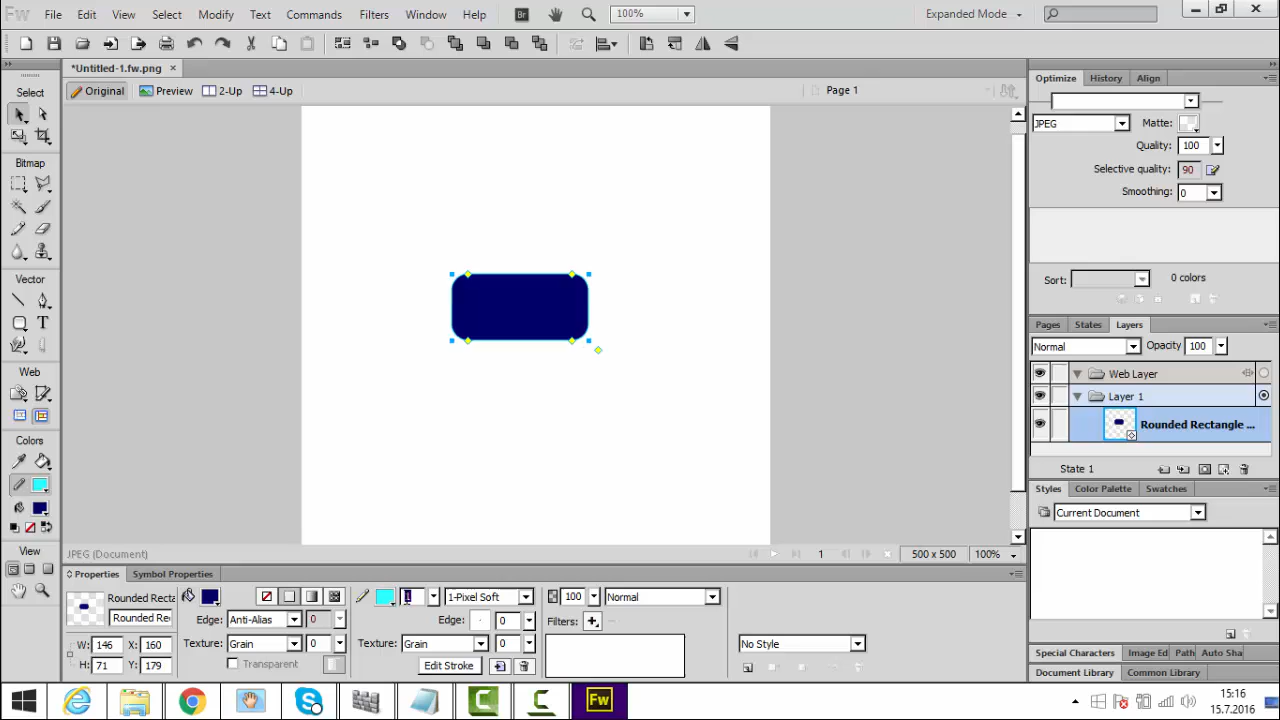 Fw File Edit View Select Modify Text Commands Filters Window Help Br 100% Expanded Mode
*Untitled-1.fw.png
Original Preview 2-Up 4-Up Page 1
Select
Bitmap
Vector
T
Web
Colors
View
Optimize History Align
JPEG Matte:
Quality: 100
Selective quality: 90
Smoothing: 0
Sort: 0 colors
Pages States Layers
Normal Opacity 100
Web Layer
Layer 1
Rounded Rectangle ...
State 1
Styles Color Palette Swatches
Current Document
JPEG (Document) 1 500 x 500 100%
Properties Symbol Properties
Rounded Recta 1 1-Pixel Soft 100 Normal
Rounded Rec Edge: Anti-Alias 0 Edge: 0 Filters:
W: 146 X: 160 Texture: Grain 0 Texture: Grain 0 No Style
H: 71 Y: 179 Transparent Edit Stroke
Special Characters Image Ed Path Auto Sha
Document Library Common Library
Fw
15:16
15.7.2016